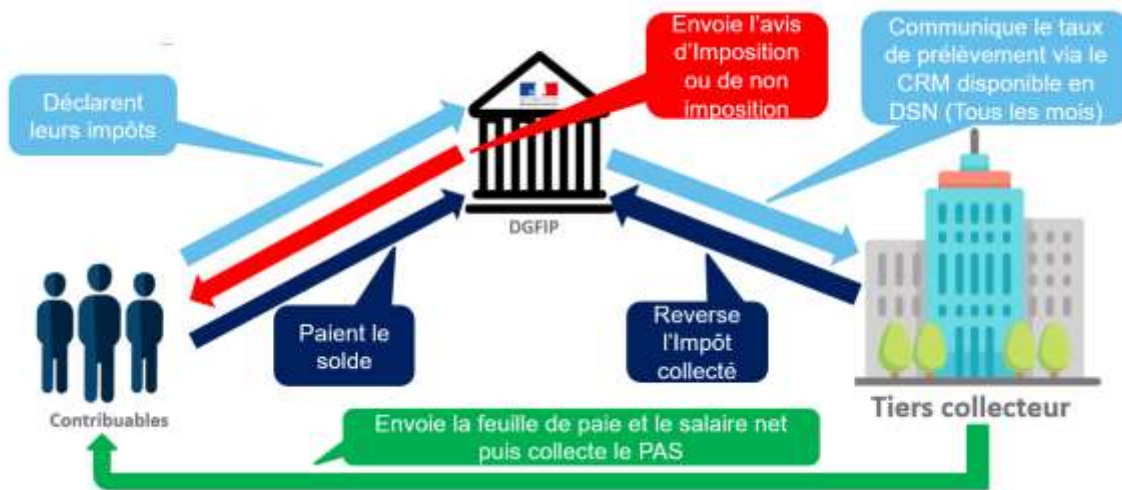 Déclarent
leurs impôts
Envoie l'avis
d'Imposition
ou de non
imposition
Communique le taux
de prélèvement via le
CRM disponible en
DSN (Tous les mois)
DGFIP
Paient le
solde
Reverse
l'Impôt
collecté
Contribuables
Tiers collecteur
Envoie la feuille de paie et le salaire net
puis collecte le PAS